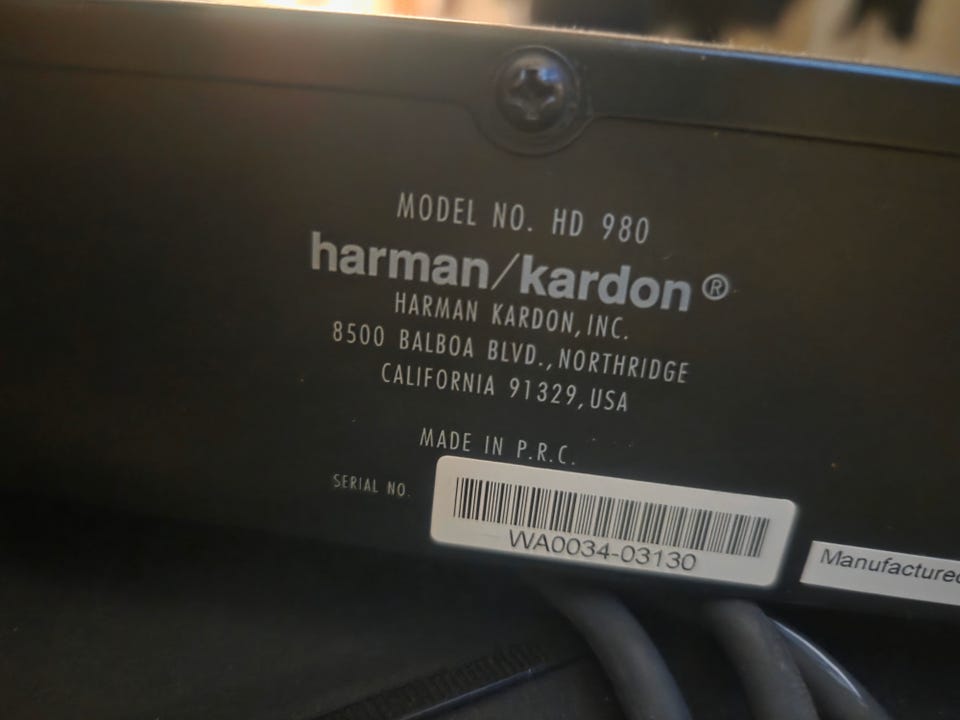 MODEL NO. HD 980
harman/kardon®
HARMAN KARDON, INC.
8500 BALBOA BLVD., NORTHRIDGE
CALIFORNIA 91329, USA
MADE IN P.R.C.
SERIAL NO.
WA0034-03130
Manufactured